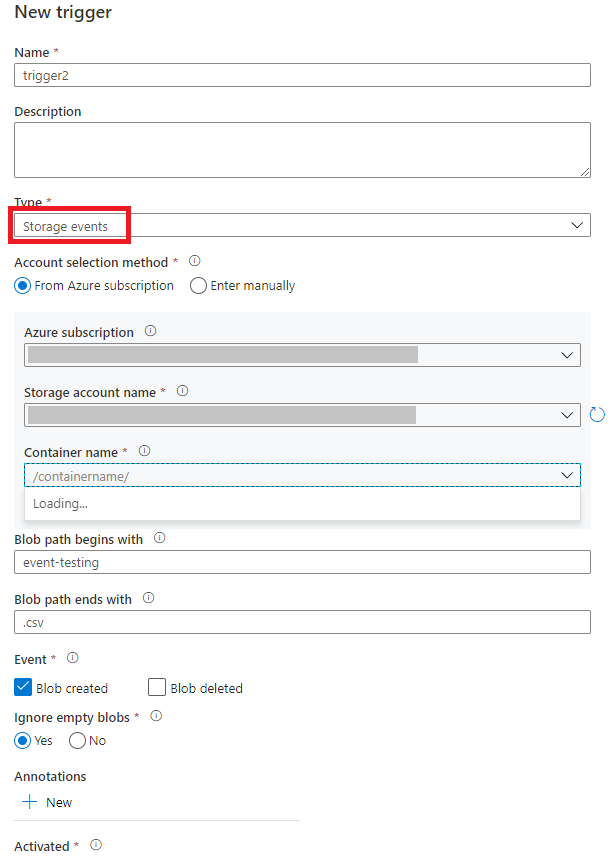 New trigger
Name *
trigger2
Description
Type *
Storage events
Account selection method *
From Azure subscription Enter manually
Azure subscription
Storage account name *
Container name *
/containername/
Loading...
Blob path begins with
event-testing
Blob path ends with
.csv
Event *
Blob created Blob deleted
Ignore empty blobs *
Yes No
Annotations
New
Activated *